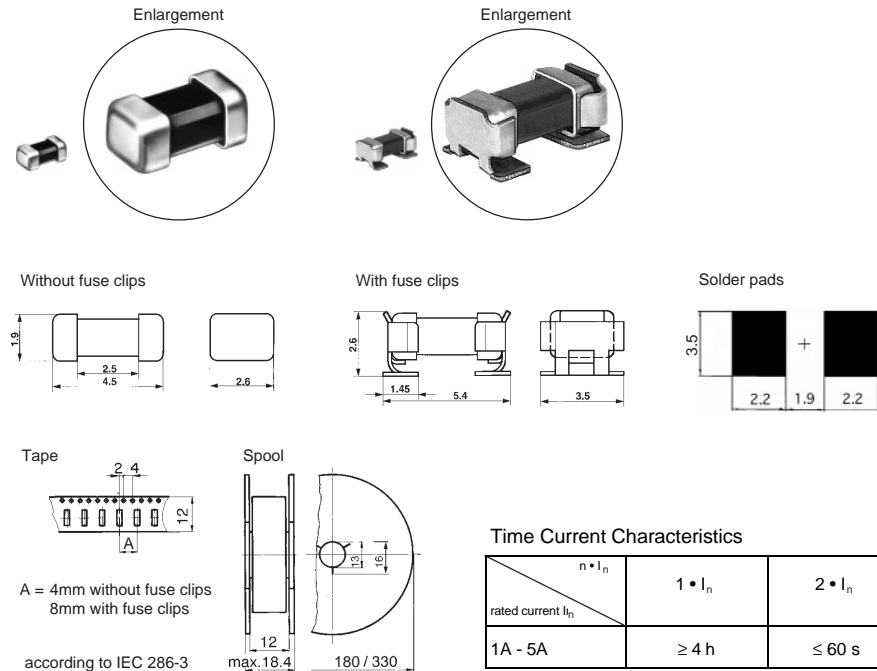 Enlargement
Enlargement
Without fuse clips
With fuse clips
Solder pads
1.9
2.5
4.5
2.6
2.6
1.45
5.4
3.5
3.5
2.2
1.9
2.2
Tape
Spool
2 4
12
A
13
16
A = 4mm without fuse clips
8mm with fuse clips
12
according to IEC 286-3
max.18.4
180 / 330
Time Current Characteristics
n • In
1 • In
2 • In
rated current IIn
1A - 5A
≥ 4 h
≤ 60 s